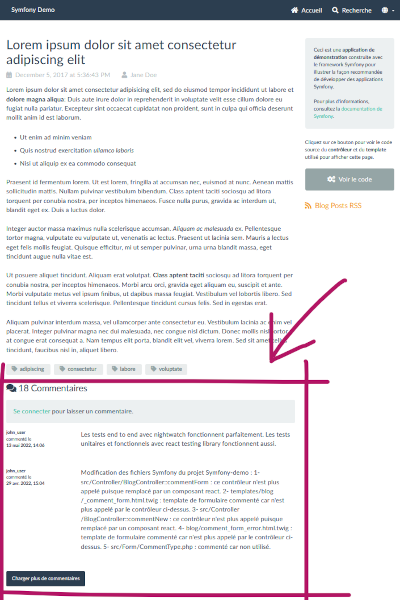 Symfony Demo
Accueil
Recherche
Lorem ipsum dolor sit amet consectetur
adipiscing elit
December 5, 2017 at 5:36:43 PM
Jane Doe
Lorem ipsum dolor sit amet consectetur adipisicing elit, sed do eiusmod tempor incididunt ut labore et
dolore magna aliqua: Duis aute irure dolor in reprehenderit in voluptate velit esse cillum dolore eu
fugiat nulla pariatur. Excepteur sint occaecat cupidatat non proident, sunt in culpa qui officia deserunt
mollit anim id est laborum.
Ut enim ad minim veniam
Quis nostrud exercitation ullamco laboris
Nisi ut aliquip ex ea commodo consequat
Praesent id fermentum lorem. Ut est lorem, fringilla at accumsan nec, euismod at nunc. Aenean mattis
sollicitudin mattis. Nullam pulvinar vestibulum bibendum. Class aptent taciti sociosqu ad litora
torquent per conubia nostra, per inceptos himenaeos. Fusce nulla purus, gravida ac interdum ut,
blandit eget ex. Duis a luctus dolor.
Integer auctor massa maximus nulla scelerisque accumsan. Aliquam ac malesuada ex. Pellentesque
tortor magna, vulputate eu vulputate ut, venenatis ac lectus. Praesent ut lacinia sem. Mauris a lectus
eget felis mollis feugiat. Quisque efficitur, mi ut semper pulvinar, urna urna blandit massa, eget
tincidunt augue nulla vitae est.
Ut posuere aliquet tincidunt. Aliquam erat volutpat. Class aptent taciti sociosqu ad litora torquent per
conubia nostra, per inceptos himenaeos. Morbi arcu orci, gravida eget aliquam eu, suscipit et ante.
Morbi vulputate metus vel ipsum finibus, ut dapibus massa feugiat. Vestibulum vel lobortis libero. Sed
tincidunt tellus et viverra scelerisque. Pellentesque tincidunt cursus felis. Sed in egestas erat.
Aliquam pulvinar interdum massa, vel ullamcorper ante consectetur eu. Vestibulum lacinia ac enim vel
placerat. Integer pulvinar magna nec dui malesuada, nec congue nisl dictum. Donec mollis nisl tortor,
at congue erat consequat a. Nam tempus elit porta, blandit elit vel, viverra lorem. Sed sit amet tellus
tincidunt, faucibus nisl in, aliquet libero.
adipiscing
consectetur
labore
voluptate
18 Commentaires
Se connecter pour laisser un commentaire.
john_user
commenté le
13 mai 2022, 14:06
Les tests end to end avec nightwatch fonctionnent parfaitement. Les tests
unitaires et fonctionnels avec react testing library fonctionnent aussi.
john_user
commenté le
29 avr. 2022, 15:04
Modification des fichiers Symfony du projet Symfony-demo : 1-
src/Controller/BlogController::commentForm : ce contrôleur n'est plus
appelé puisque remplacé par un composant react. 2- templates/blog
/_comment_form.html.twig : template de formulaire commenté car n'est
plus appelé par le contrôleur ci-dessus. 3- src/Controller
/BlogController::commentNew : ce contrôleur n'est plus appelé puisque
remplacé par un composant react. 4- blog/comment_form_error.html.twig :
template de formulaire commenté car n'est plus appelé par le contrôleur ci-
dessus. 5- src/Form/CommentType.php : commenté car non utilisé.
Charger plus de commentaires
Ceci est une application de
démonstration construite avec
le framework Symfony pour
illustrer la façon recommandée
de développer des applications
Symfony.
Pour plus d'informations,
consultez la documentation de
Symfony.
Cliquez sur ce bouton pour voir le code
source du contrôleur et du template
utilisé pour afficher cette page.
Voir le code
Blog Posts RSS